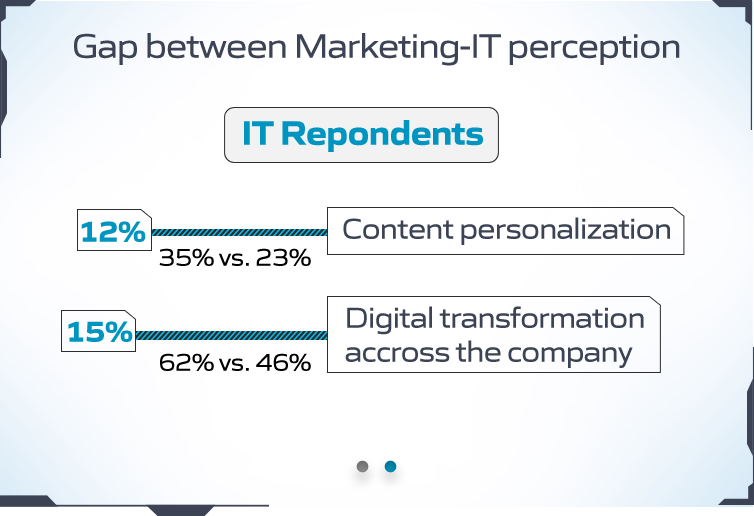 Gap between Marketing-IT perception
IT Repondents
12%
35% vs. 23%
Content personalization
15%
62% vs. 46%
Digital transformation
accross the company